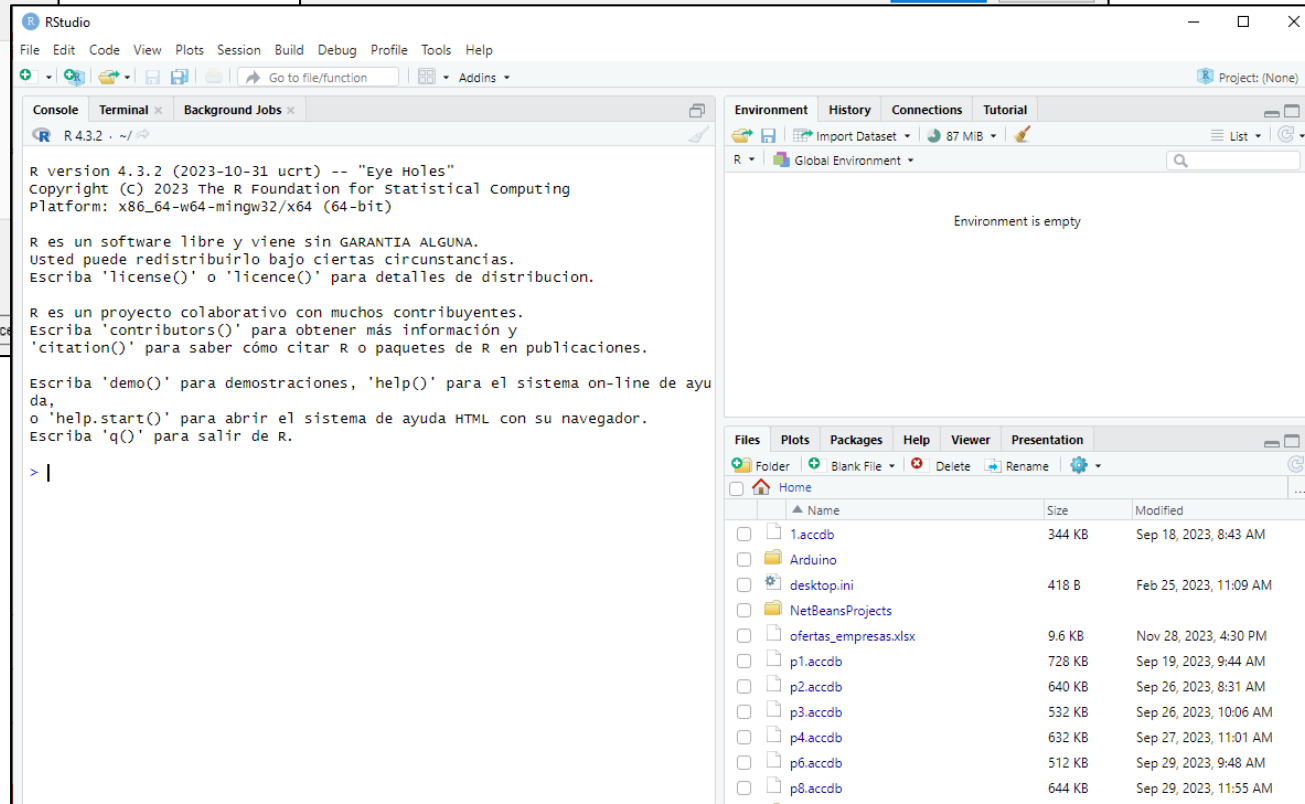 RStudio
File Edit Code View Plots Session Build Debug Profile Tools Help
Go to file/function Addins Project: (None)
Console Terminal Background Jobs
R 4.3.2 · ~/
R version 4.3.2 (2023-10-31 ucrt) -- "Eye Holes"
Copyright (C) 2023 The R Foundation for Statistical Computing
Platform: x86_64-w64-mingw32/x64 (64-bit)
R es un software libre y viene sin GARANTIA ALGUNA.
Usted puede redistribuirlo bajo ciertas circunstancias.
Escriba 'license()' o 'licence()' para detalles de distribucion.
R es un proyecto colaborativo con muchos contribuyentes.
Escriba 'contributors()' para obtener más información y
'citation()' para saber cómo citar R o paquetes de R en publicaciones.
Escriba 'demo()' para demostraciones, 'help()' para el sistema on-line de ayu
da,
o 'help.start()' para abrir el sistema de ayuda HTML con su navegador.
Escriba 'q()' para salir de R.
>
Environment History Connections Tutorial
Import Dataset 87 MiB List
R Global Environment
Environment is empty
Files Plots Packages Help Viewer Presentation
Folder Blank File Delete Rename
Home ...
Name Size Modified
1.accdb 344 KB Sep 18, 2023, 8:43 AM
Arduino
desktop.ini 418 B Feb 25, 2023, 11:09 AM
NetBeansProjects
ofertas_empresas.xlsx 9.6 KB Nov 28, 2023, 4:30 PM
p1.accdb 728 KB Sep 19, 2023, 9:44 AM
p2.accdb 640 KB Sep 26, 2023, 8:31 AM
p3.accdb 532 KB Sep 26, 2023, 10:06 AM
p4.accdb 632 KB Sep 27, 2023, 11:01 AM
p6.accdb 512 KB Sep 29, 2023, 9:48 AM
p8.accdb 644 KB Sep 29, 2023, 11:55 AM